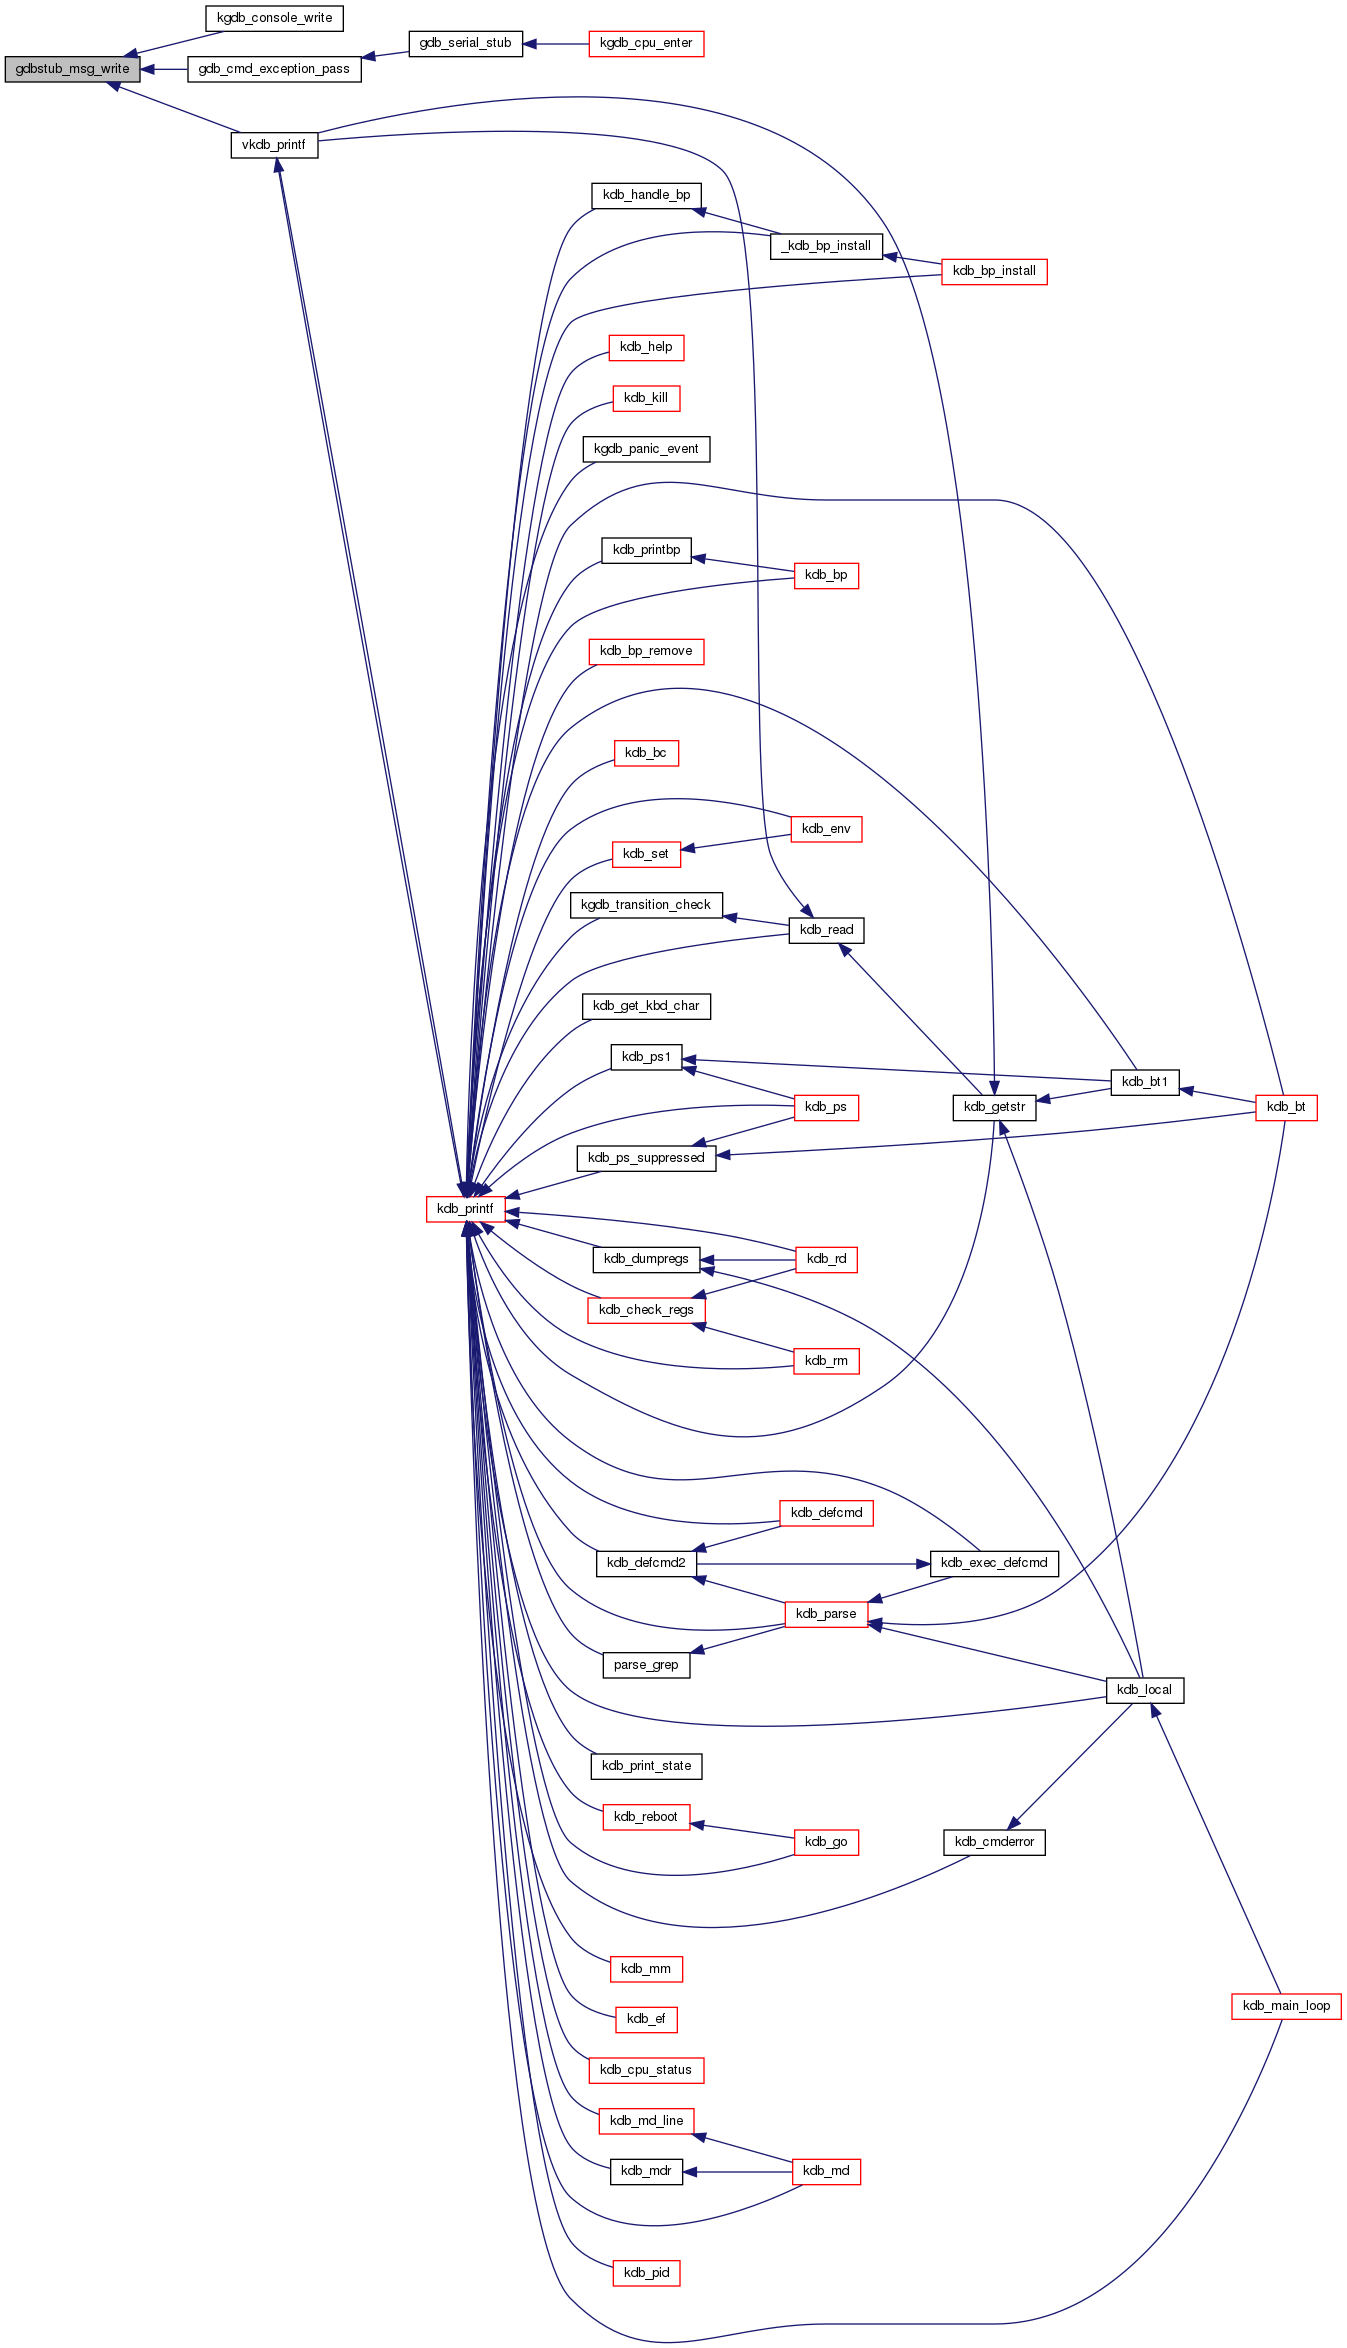 kgdb_console_write
gdb_serial_stub
kgdb_cpu_enter
gdbstub_msg_write
gdb_cmd_exception_pass
vkdb_printf
kdb_handle_bp
_kdb_bp_install
kdb_bp_install
kdb_help
kdb_kill
kgdb_panic_event
kdb_printbp
kdb_bp
kdb_bp_remove
kdb_bc
kdb_env
kdb_set
kgdb_transition_check
kdb_read
kdb_get_kbd_char
kdb_ps1
kdb_bt1
kdb_ps
kdb_getstr
kdb_bt
kdb_ps_suppressed
kdb_printf
kdb_dumpregs
kdb_rd
kdb_check_regs
kdb_rm
kdb_defcmd
kdb_defcmd2
kdb_exec_defcmd
kdb_parse
parse_grep
kdb_local
kdb_print_state
kdb_reboot
kdb_go
kdb_cmderror
kdb_mm
kdb_main_loop
kdb_ef
kdb_cpu_status
kdb_md_line
kdb_mdr
kdb_md
kdb_pid